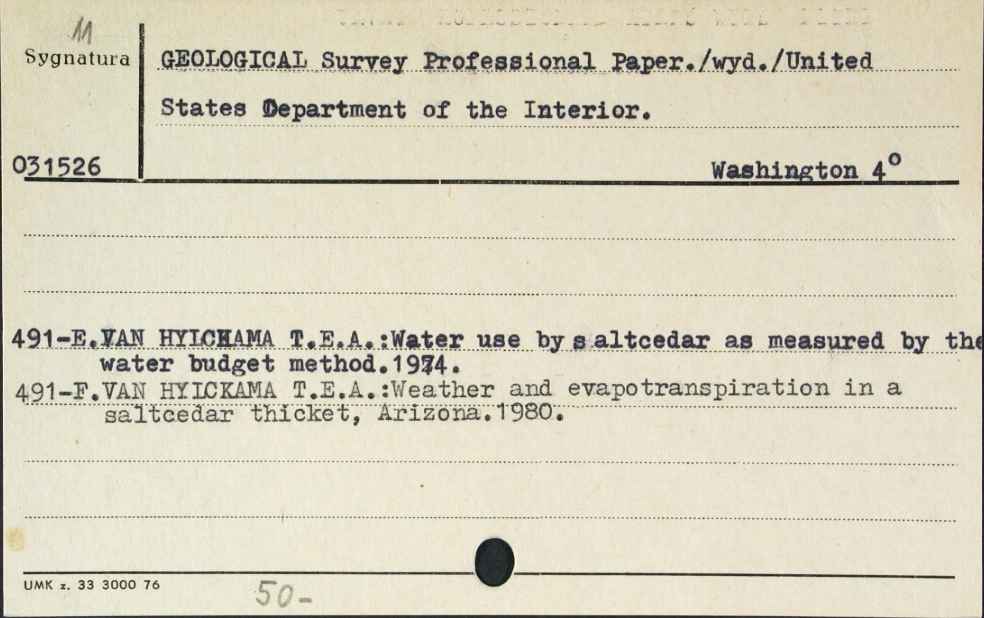 11
Sygnatura
GEOLOGICAL Survey Professional Paper./wyd./United
States Department of the Interior.
031526
Washington 4°
491-E.VAN HYICHAMA T.E.A.:Water use by saltcedar as measured by the
water budget method.1974.
491-F.VAN HYICKAMA T.E.A.:Weather and evapotranspiration in a
saltcedar thicket, Arizona.1980.
UMK z. 33 3000 76
50-